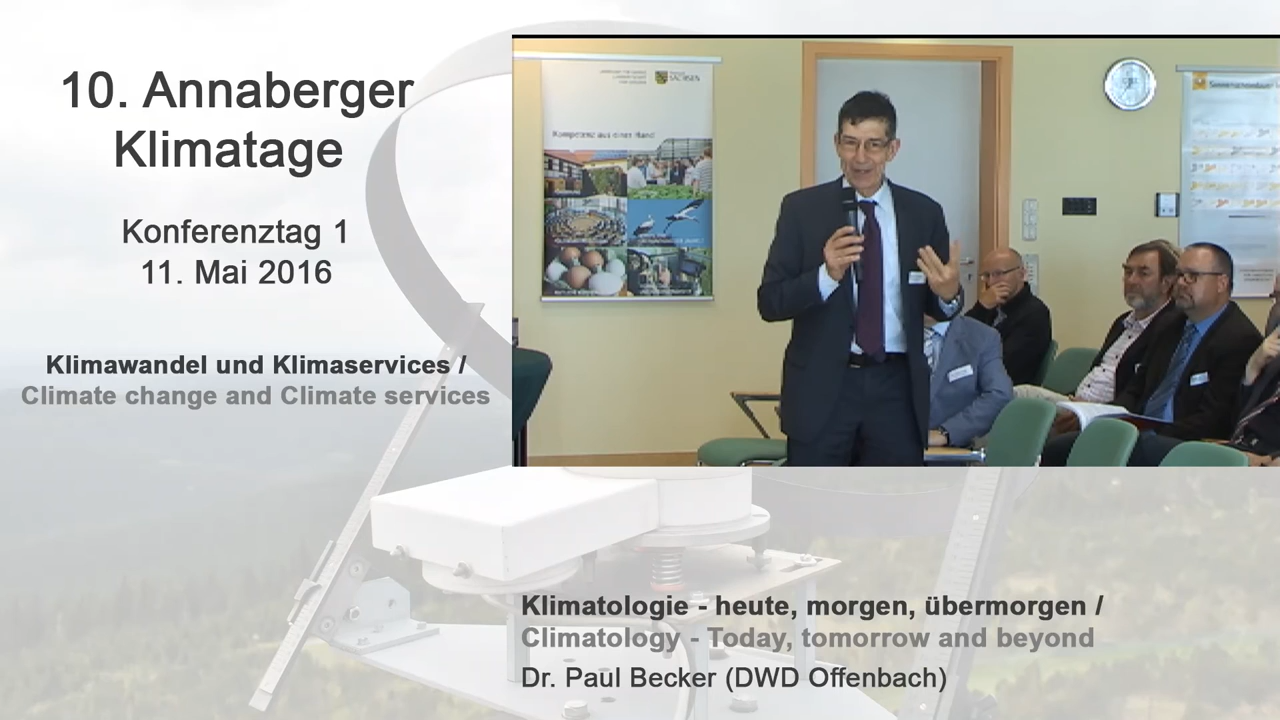 10. Annaberger
Klimatage
Konferenztag 1
11. Mai 2016
Klimawandel und Klimaservices /
Climate change and Climate services
SACHSEN
Kompetenz aus einer Hand
Klimatologie - heute, morgen, übermorgen /
Climatology - Today, tomorrow and beyond
Dr. Paul Becker (DWD Offenbach)